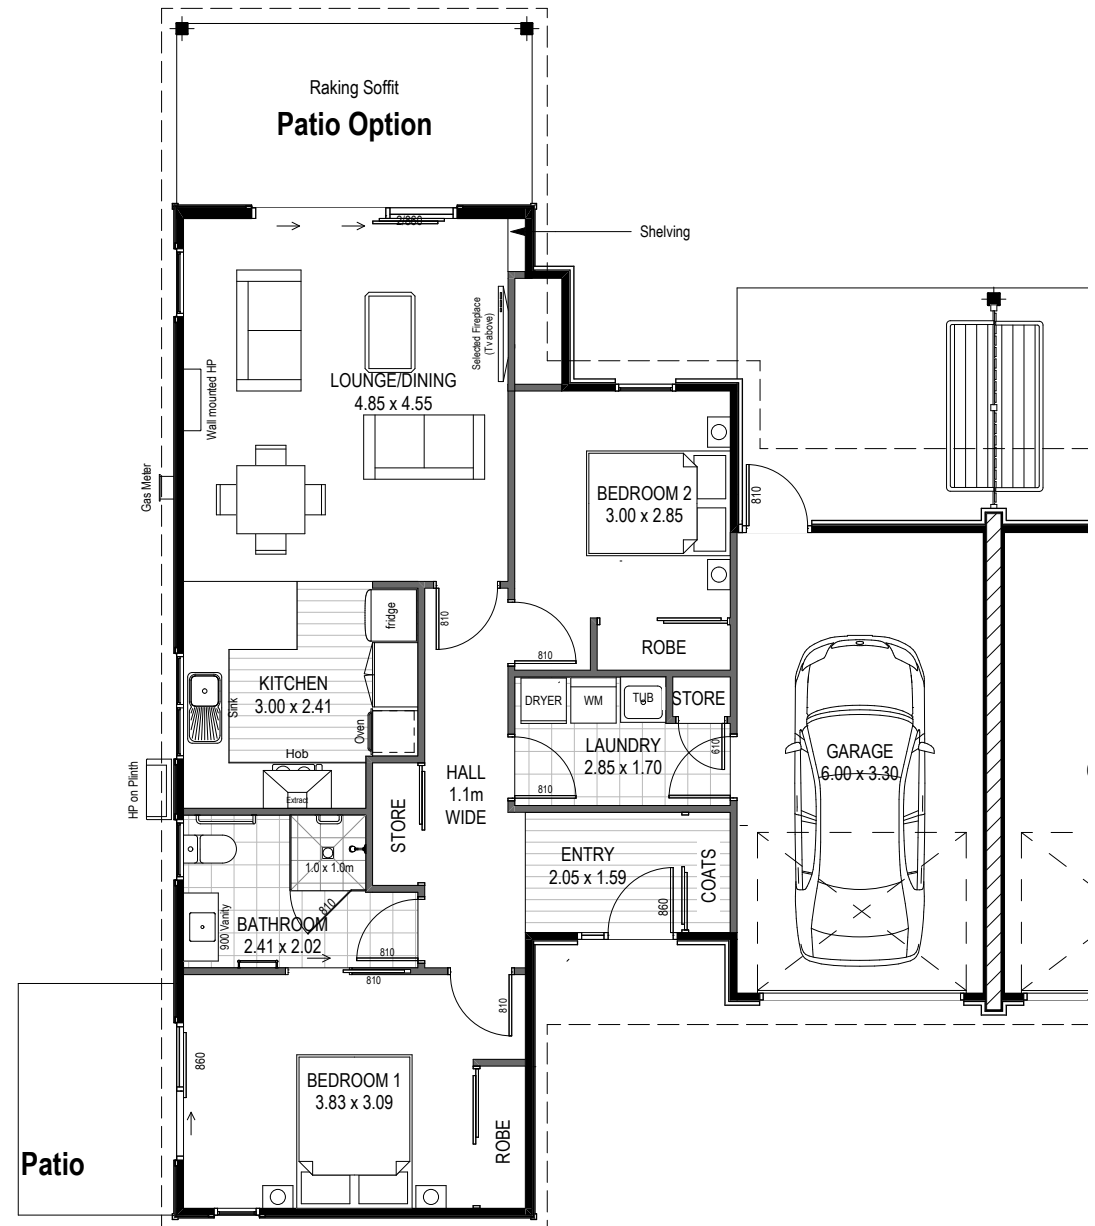 Raking Soffit
Patio Option
2/860
Shelving
Selected Fireplace
(Tv above)
Wall mounted HP
LOUNGE/DINING
4.85 x 4.55
Gas Meter
BEDROOM 2
3.00 x 2.85
810
fridge
810
810
ROBE
KITCHEN
3.00 x 2.41
Sink
Oven
Hob
Extract
DRYER
WM
TUB
STORE
610
LAUNDRY
2.85 x 1.70
810
GARAGE
6.00 x 3.30
HP on Plinth
HALL
1.1m
WIDE
STORE
ENTRY
2.05 x 1.59
860
COATS
1.0 x 1.0m
810
900 Vanity
BATHROOM
2.41 x 2.02
810
810
810
860
BEDROOM 1
3.83 x 3.09
ROBE
Patio